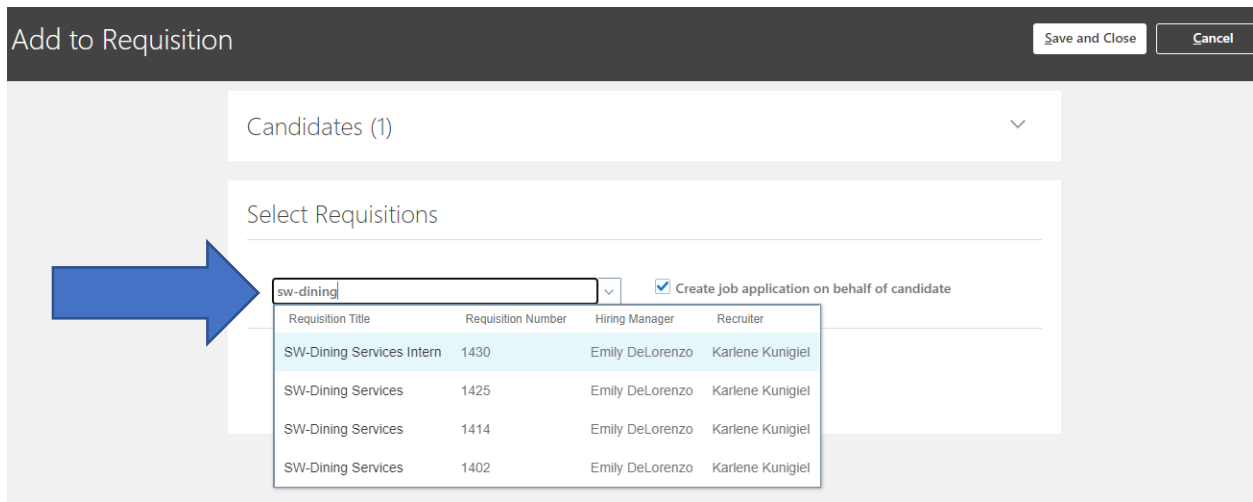 Add to Requisition Save and Close Cancel
Candidates (1)
Select Requisitions
sw-dining Create job application on behalf of candidate
Requisition Title Requisition Number Hiring Manager Recruiter
SW-Dining Services Intern 1430 Emily DeLorenzo Karlene Kunigiel
SW-Dining Services 1425 Emily DeLorenzo Karlene Kunigiel
SW-Dining Services 1414 Emily DeLorenzo Karlene Kunigiel
SW-Dining Services 1402 Emily DeLorenzo Karlene Kunigiel